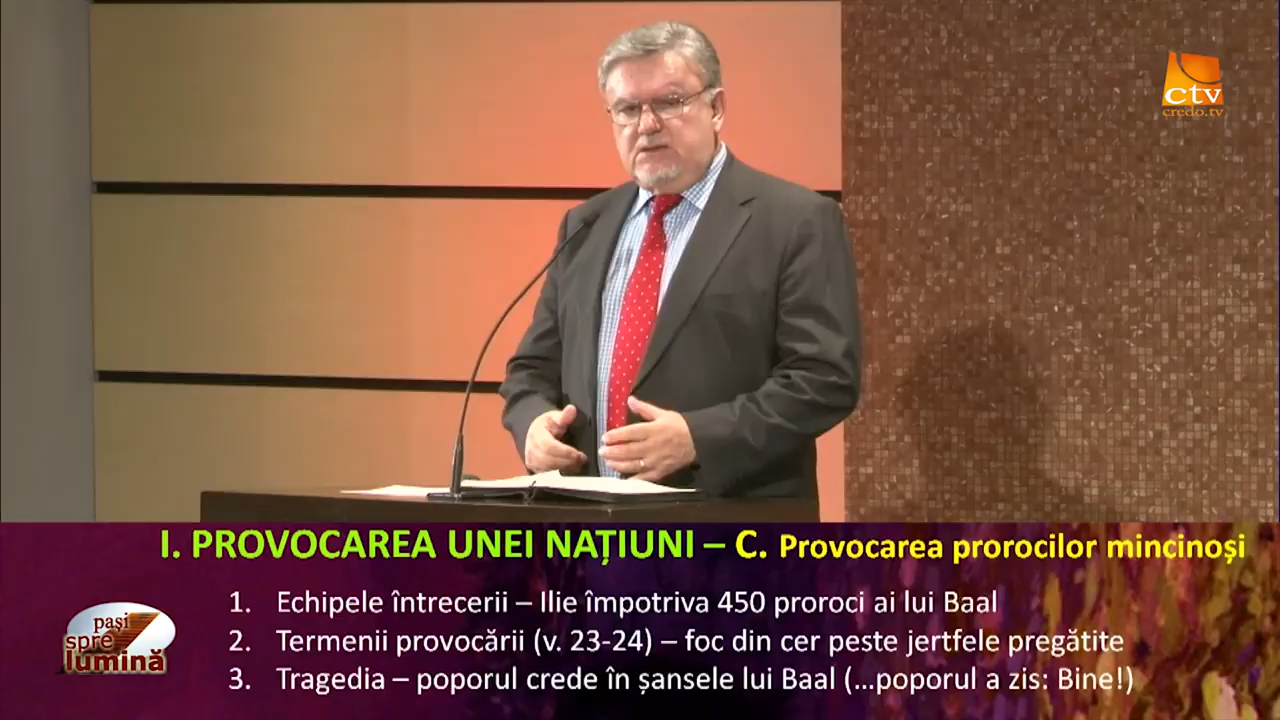 ctv
credo.tv
I. PROVOCAREA UNEI NAȚIUNI – C. Provocarea prorocilor mincinoși
1. Echipele întrecerii – Ilie împotriva 450 proroci ai lui Baal
2. Termenii provocării (v. 23-24) – foc din cer peste jertfele pregătite
3. Tragedia – poporul crede în șansele lui Baal (...poporul a zis: Bine!)
pași
spre
lumină